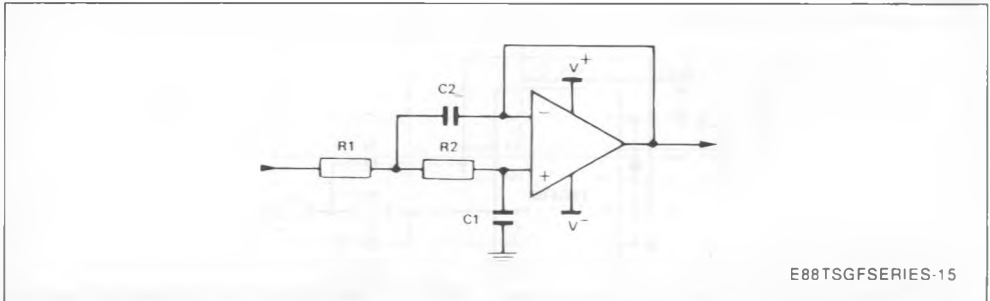 V+
C2
−
R1
R2
+
C1
V−
E88TSGFSERIES-15